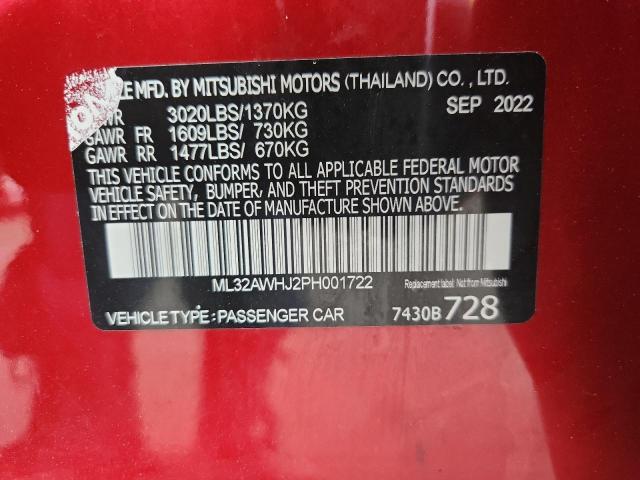 MFD. BY MITSUBISHI MOTORS (THAILAND) CO., LTD.
3020LBS/1370KG SEP 2022
GAWR FR 1609LBS/ 730KG
GAWR RR 1477LBS/ 670KG
THIS VEHICLE CONFORMS TO ALL APPLICABLE FEDERAL MOTOR
VEHICLE SAFETY, BUMPER, AND THEFT PREVENTION STANDARDS
IN EFFECT ON THE DATE OF MANUFACTURE SHOWN ABOVE.
ML32AWHJ2PH001722 Replacement label: Not from Mitsubishi
VEHICLE TYPE: PASSENGER CAR 7430B 728